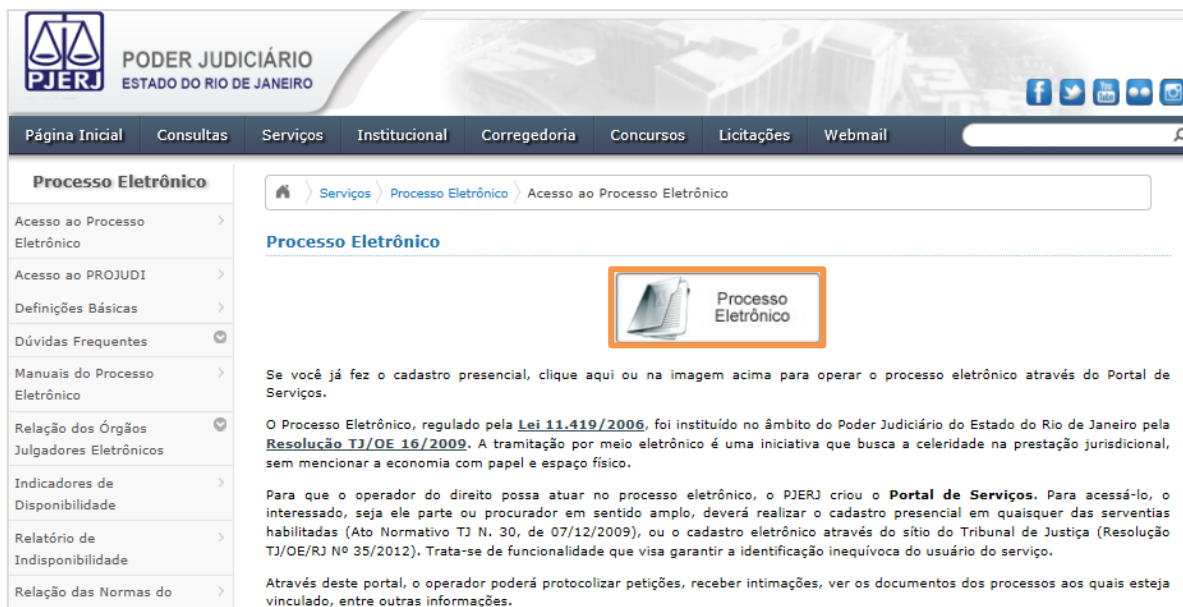 PJERJ
PODER JUDICIÁRIO
ESTADO DO RIO DE JANEIRO
You
Tube
Página Inicial Consultas Serviços Institucional Corregedoria Concursos Licitações Webmail
Processo Eletrônico
Acesso ao Processo
Eletrônico
Acesso ao PROJUDI
Definições Básicas
Dúvidas Frequentes
Manuais do Processo
Eletrônico
Relação dos Órgãos
Julgadores Eletrônicos
Indicadores de
Disponibilidade
Relatório de
Indisponibilidade
Relação das Normas do
Serviços Processo Eletrônico Acesso ao Processo Eletrônico
Processo Eletrônico
Processo
Eletrônico
Se você já fez o cadastro presencial, clique aqui ou na imagem acima para operar o processo eletrônico através do Portal de
Serviços.
O Processo Eletrônico, regulado pela Lei 11.419/2006, foi instituído no âmbito do Poder Judiciário do Estado do Rio de Janeiro pela
Resolução TJ/OE 16/2009. A tramitação por meio eletrônico é uma iniciativa que busca a celeridade na prestação jurisdicional,
sem mencionar a economia com papel e espaço físico.
Para que o operador do direito possa atuar no processo eletrônico, o PJERJ criou o Portal de Serviços. Para acessá-lo, o
interessado, seja ele parte ou procurador em sentido amplo, deverá realizar o cadastro presencial em quaisquer das serventias
habilitadas (Ato Normativo TJ N. 30, de 07/12/2009), ou o cadastro eletrônico através do sítio do Tribunal de Justiça (Resolução
TJ/OE/RJ Nº 35/2012). Trata-se de funcionalidade que visa garantir a identificação inequívoca do usuário do serviço.
Através deste portal, o operador poderá protocolizar petições, receber intimações, ver os documentos dos processos aos quais esteja
vinculado, entre outras informações.